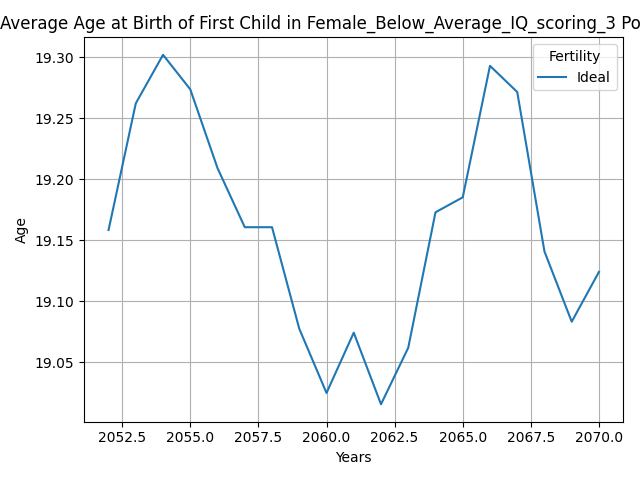 Average Age at Birth of First Child in Female_Below_Average_IQ_scoring_3 Po
Fertility
Ideal
19.30
19.25
19.20
19.15
19.10
19.05
Age
2052.5 2055.0 2057.5 2060.0 2062.5 2065.0 2067.5 2070.0
Years